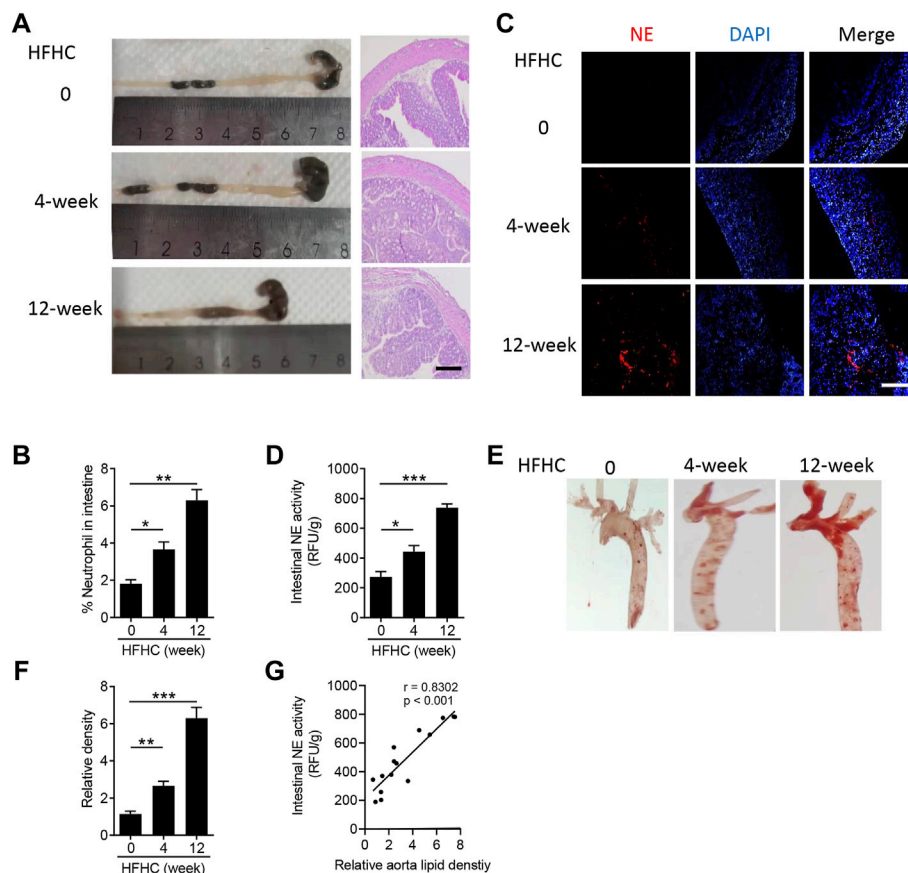 A
HFHC
0
1 2 3 4 5 6 7 8
4-week
1 2 3 4 5 6 7 8
12-week
1 2 3 4 5 6 7 8
C
NE DAPI Merge
HFHC
0
4-week
12-week
B
% Neutrophil in intestine
8
6
4
2
0
**
*
0 4 12
HFHC (week)
D
Intestinal NE activity
(RFU/g)
1000
800
600
400
200
0
***
*
0 4 12
HFHC (week)
E
HFHC 0 4-week 12-week
F
Relative density
8
6
4
2
0
***
**
0 4 12
HFHC (week)
G
Intestinal NE activity
(RFU/g)
1000
800
600
400
200
0
r = 0.8302
p < 0.001
0 2 4 6 8
Relative aorta lipid denstiy